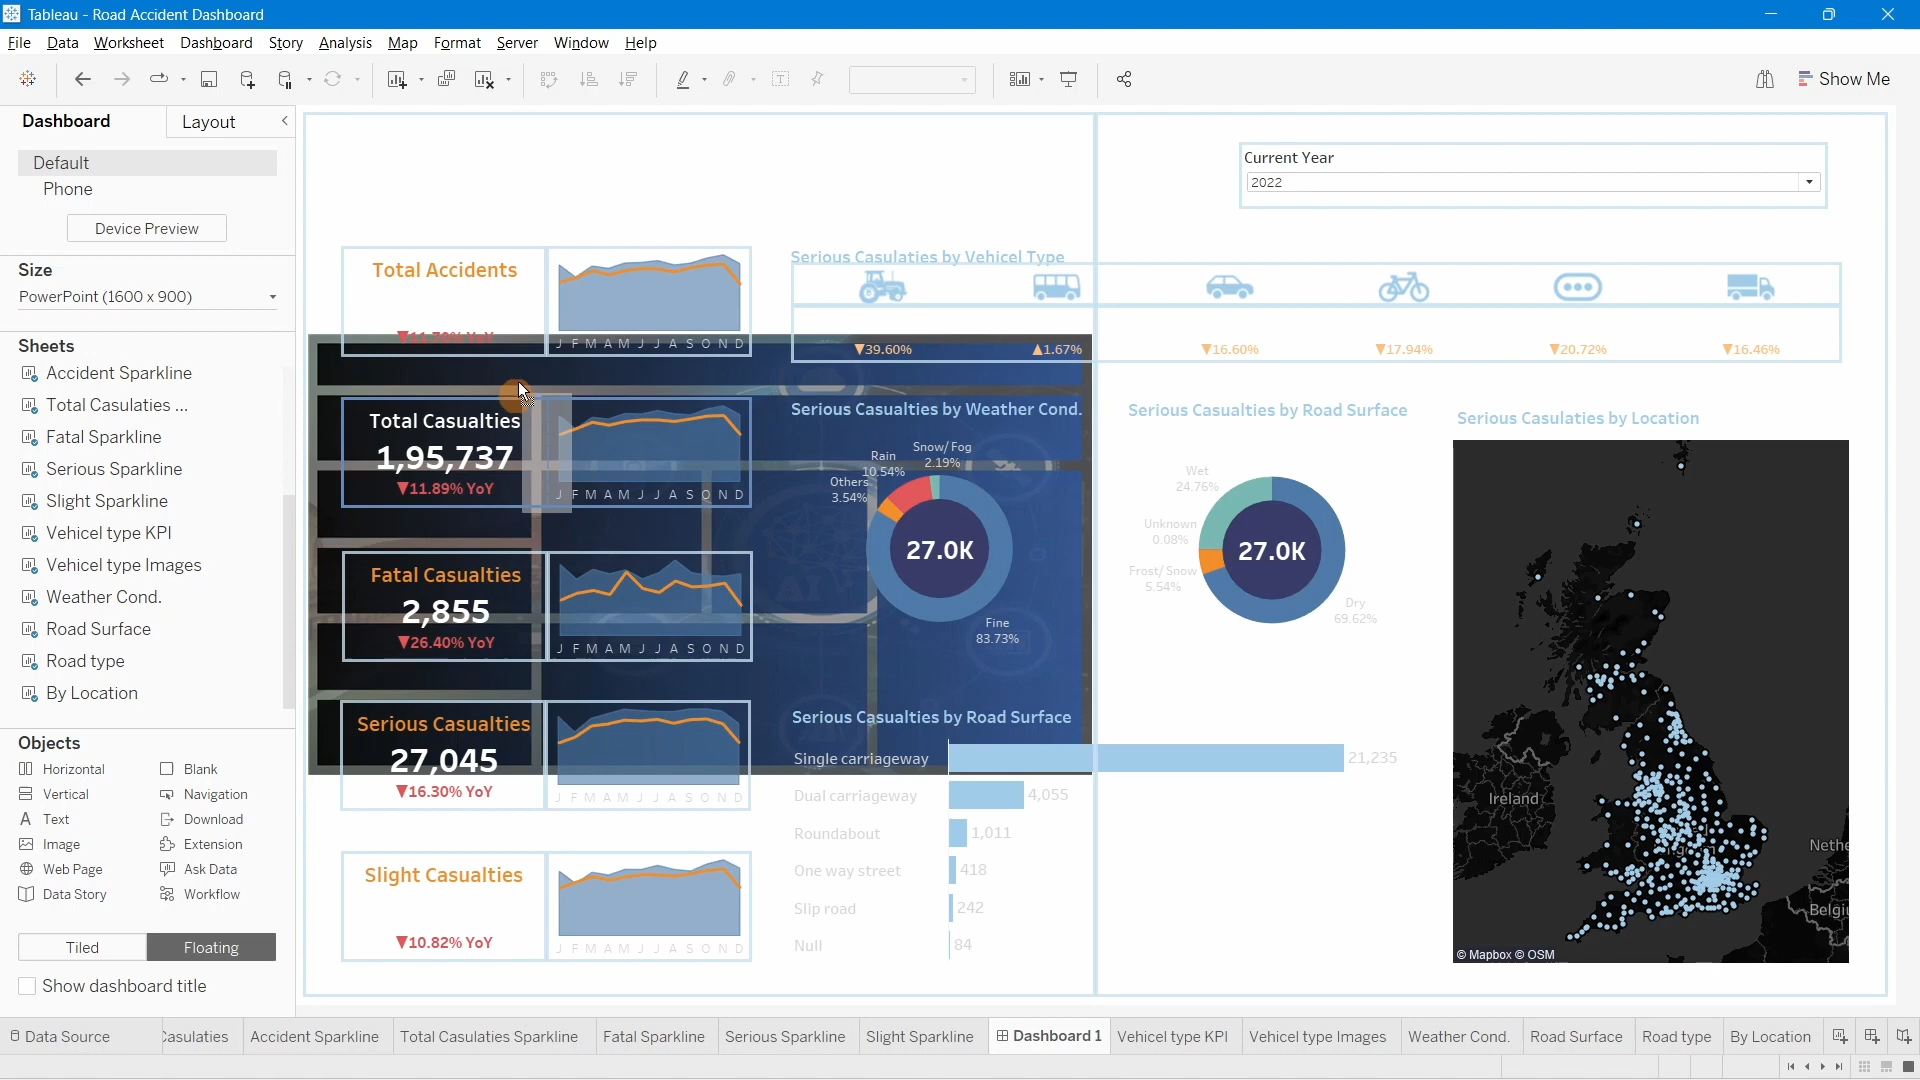 Tableau - Road Accident Dashboard
File Data Worksheet Dashboard Story Analysis Map Format Server Window Help
Show Me
Dashboard Layout
Default
Phone
Device Preview
Size
PowerPoint (1600 x 900)
Sheets
Accident Sparkline
Total Casulaties ...
Fatal Sparkline
Serious Sparkline
Slight Sparkline
Vehicel type KPI
Vehicel type Images
Weather Cond.
Road Surface
Road type
By Location
Objects
Horizontal Blank
Vertical Navigation
Text Download
Image Extension
Web Page Ask Data
Data Story Workflow
Tiled Floating
Show dashboard title
Current Year
2022
Total Accidents
▼11.70% YoY
J F M A M J J A S O N D
Total Casualties
1,95,737
▼11.89% YoY
J F M A M J J A S O N D
Fatal Casualties
2,855
▼26.40% YoY
J F M A M J J A S O N D
Serious Casualties
27,045
▼16.30% YoY
J F M A M J J A S O N D
Slight Casualties
▼10.82% YoY
J F M A M J J A S O N D
Serious Casulaties by Vehicel Type
▼39.60% ▲1.67% ▼16.60% ▼17.94% ▼20.72% ▼16.46%
Serious Casualties by Weather Cond.
Snow/Fog
2.19%
Rain
10.54%
Others
3.54%
27.0K
Fine
83.73%
Serious Casualties by Road Surface
Wet
24.76%
Unknown
0.08%
Frost/Snow
5.54%
27.0K
Dry
69.62%
Serious Casualties by Road Surface
Single carriageway 21,235
Dual carriageway 4,055
Roundabout 1,011
One way street 418
Slip road 242
Null 84
Serious Casulaties by Location
Ireland
Nethe
Belgiu
© Mapbox © OSM
Data Source Casulaties Accident Sparkline Total Casulaties Sparkline Fatal Sparkline Serious Sparkline Slight Sparkline Dashboard 1 Vehicel type KPI Vehicel type Images Weather Cond. Road Surface Road type By Location